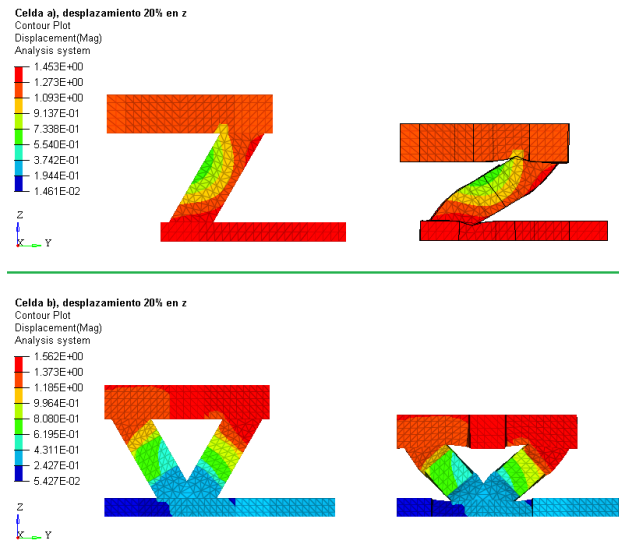 Celda a), desplazamiento 20% en z
Contour Plot
Displacement(Mag)
Analysis system
1.453E+00
1.273E+00
1.093E+00
9.137E-01
7.338E-01
5.540E-01
3.742E-01
1.944E-01
1.461E-02
Z
X Y
Celda b), desplazamiento 20% en z
Contour Plot
Displacement(Mag)
Analysis system
1.562E+00
1.373E+00
1.185E+00
9.964E-01
8.080E-01
6.195E-01
4.311E-01
2.427E-01
5.427E-02
Z
X Y